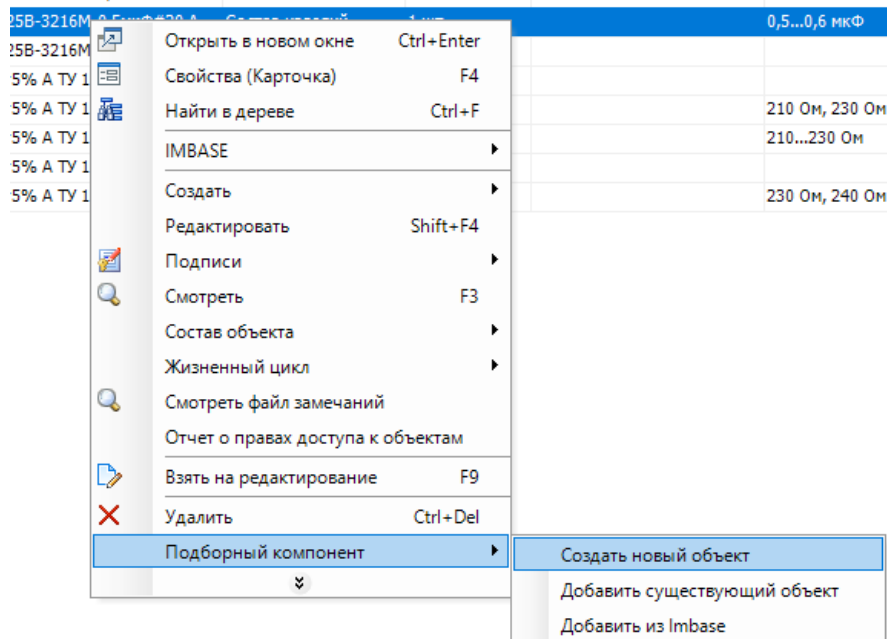 25В-3216М 0,5...0,6 мкФ
25В-3216М
5% А ТУ 1
5% А ТУ 1 210 Ом, 230 Ом
5% А ТУ 1 210...230 Ом
5% А ТУ 1
5% А ТУ 1 230 Ом, 240 Ом
Открыть в новом окне Ctrl+Enter
Свойства (Карточка) F4
Найти в дереве Ctrl+F
IMBASE
Создать
Редактировать Shift+F4
Подписи
Смотреть F3
Состав объекта
Жизненный цикл
Смотреть файл замечаний
Отчет о правах доступа к объектам
Взять на редактирование F9
Удалить Ctrl+Del
Подборный компонент
Создать новый объект
Добавить существующий объект
Добавить из Imbase